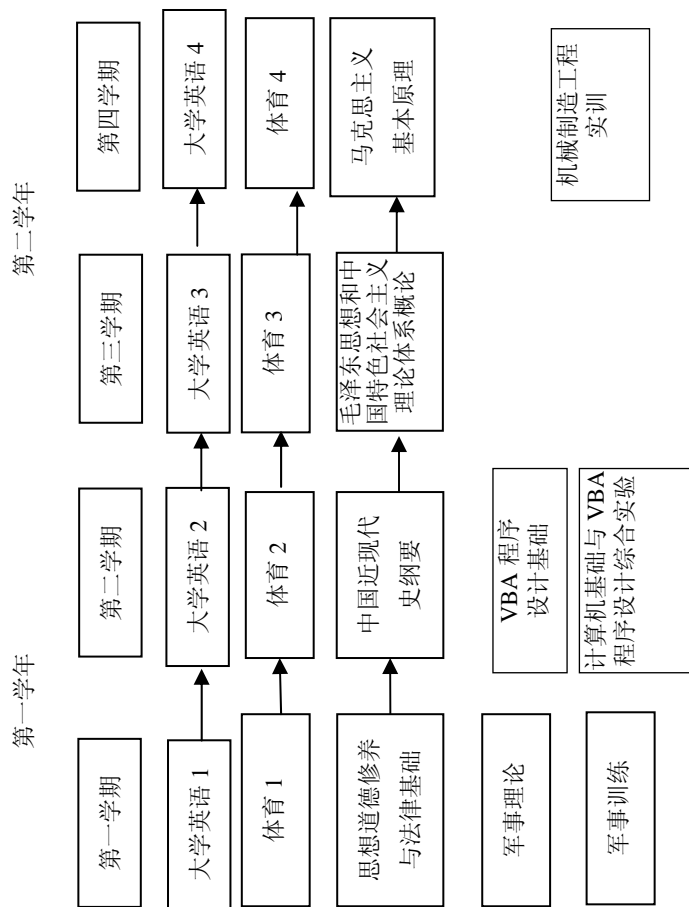 第一学年
第二学年
第一学期
第二学期
第三学期
第四学期
大学英语 1
大学英语 2
大学英语 3
大学英语 4
体育 1
体育 2
体育 3
体育 4
思想道德修养
与法律基础
中国近现代
史纲要
毛泽东思想和中
国特色社会主义
理论体系概论
马克思主义
基本原理
军事理论
VBA 程序
设计基础
军事训练
计算机基础与 VBA
程序设计综合实验
机械制造工程
实训